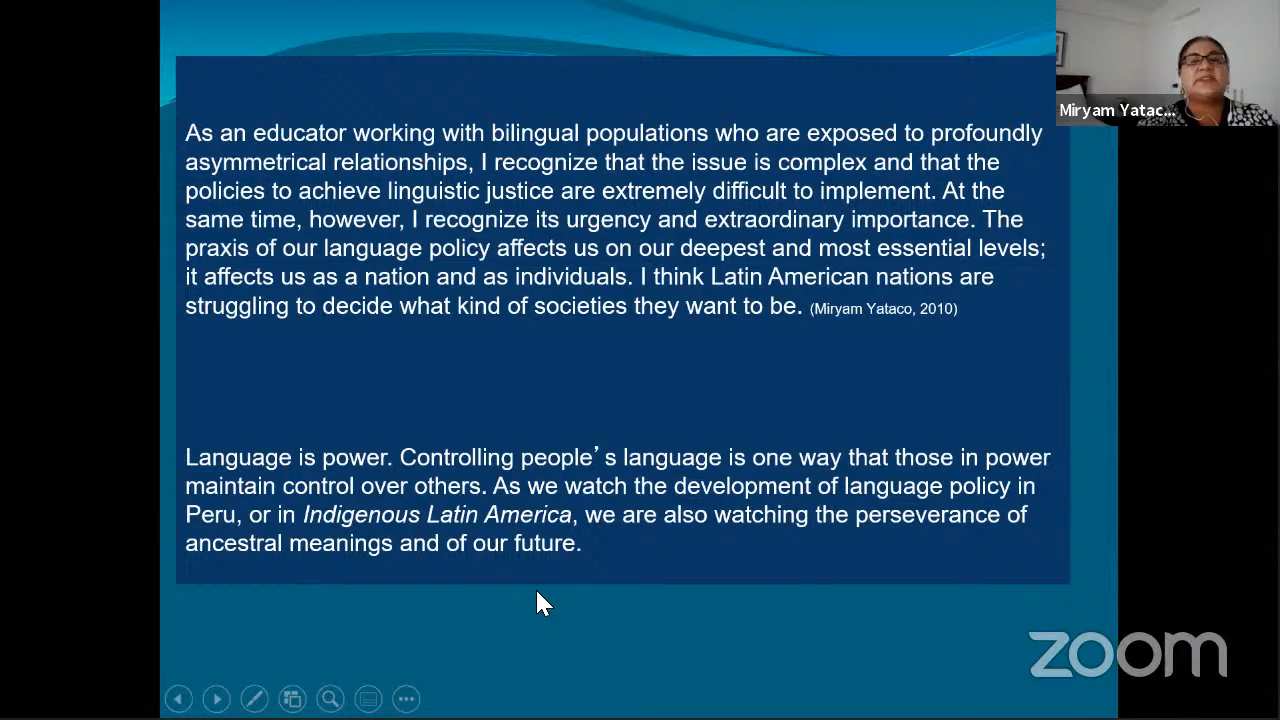 Miryam Yatac...
As an educator working with bilingual populations who are exposed to profoundly
asymmetrical relationships, I recognize that the issue is complex and that the
policies to achieve linguistic justice are extremely difficult to implement. At the
same time, however, I recognize its urgency and extraordinary importance. The
praxis of our language policy affects us on our deepest and most essential levels;
it affects us as a nation and as individuals. I think Latin American nations are
struggling to decide what kind of societies they want to be. (Miryam Yataco, 2010)
Language is power. Controlling people’s language is one way that those in power
maintain control over others. As we watch the development of language policy in
Peru, or in Indigenous Latin America, we are also watching the perseverance of
ancestral meanings and of our future.
zoom